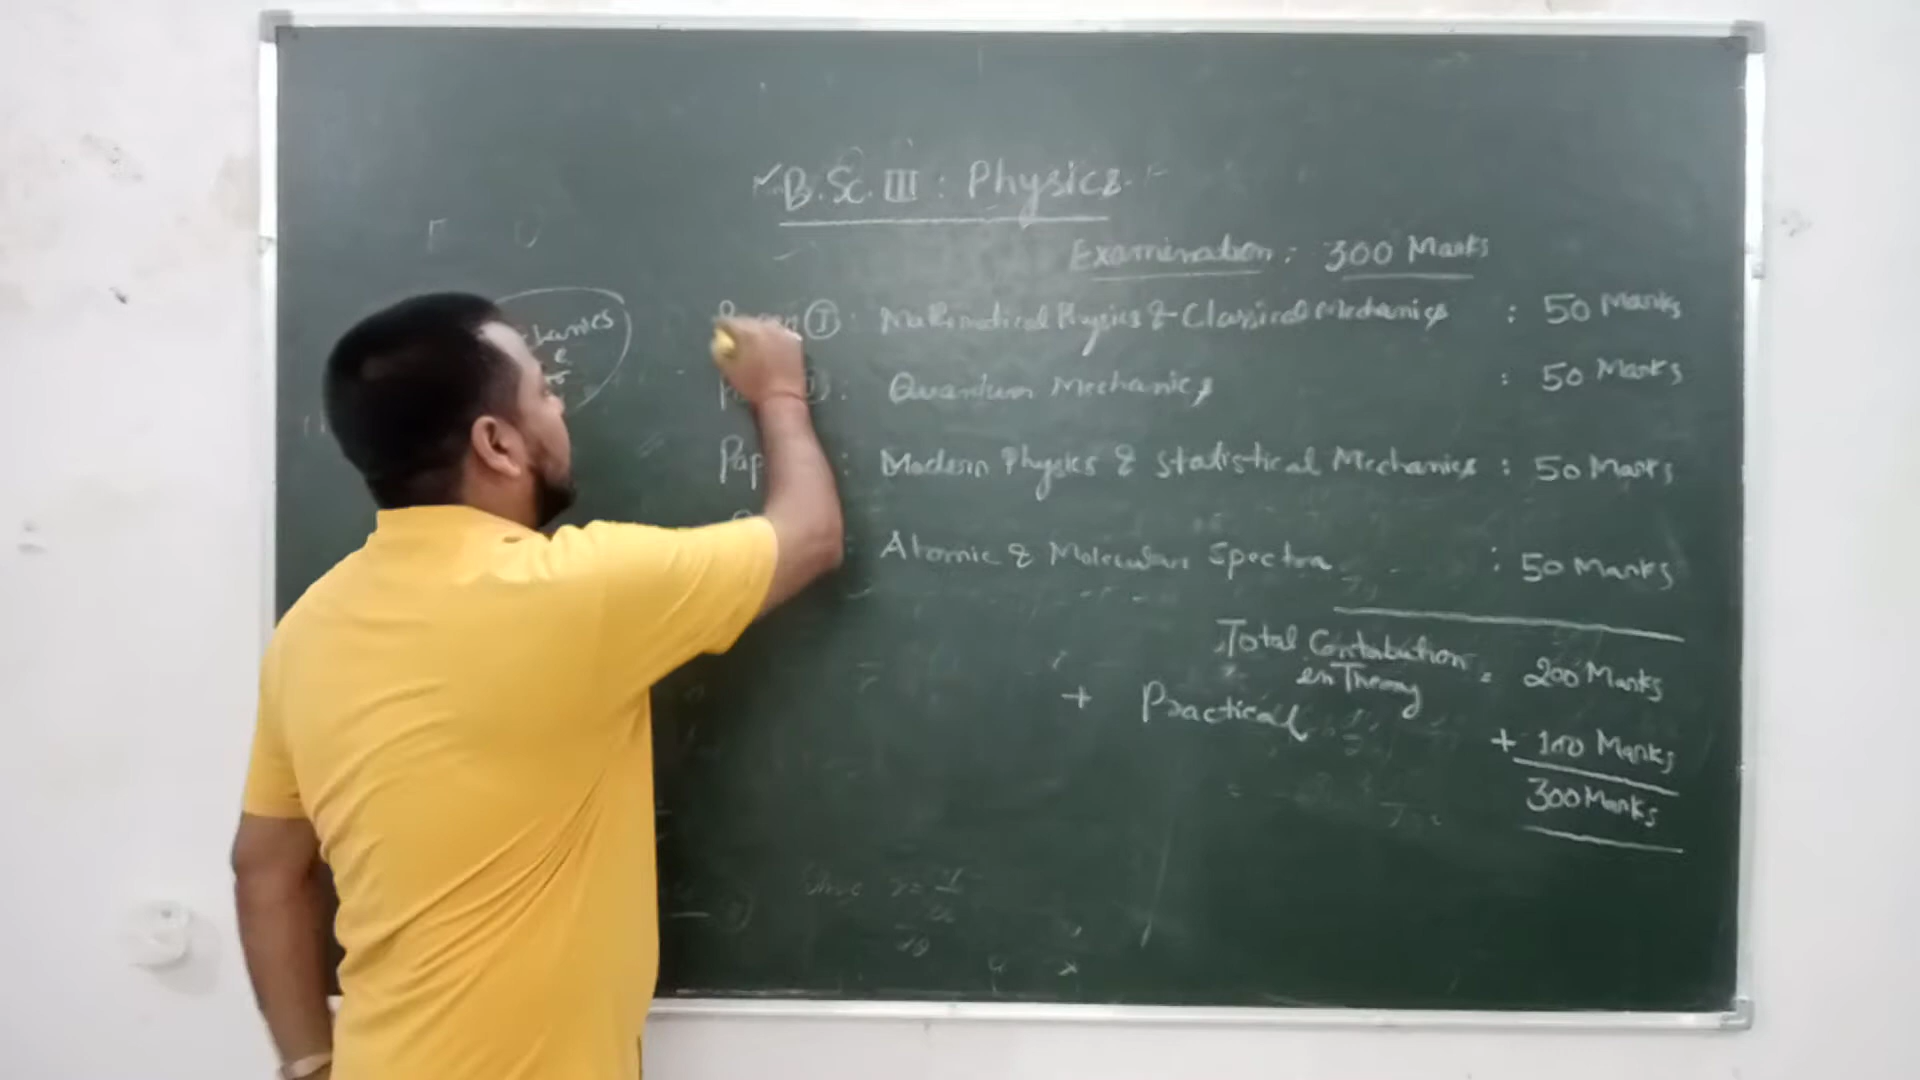 B.Sc. III : Physics
Examination : 300 Marks
Paper I : Mathematical Physics & Classical Mechanics : 50 Marks
: Quantum Mechanics : 50 Marks
Pap : Modern Physics & Statistical Mechanics : 50 Marks
: Atomic & Molecular Spectra : 50 Marks
Total Contribution
in Theory = 200 Marks
+ Practical + 100 Marks
300 Marks